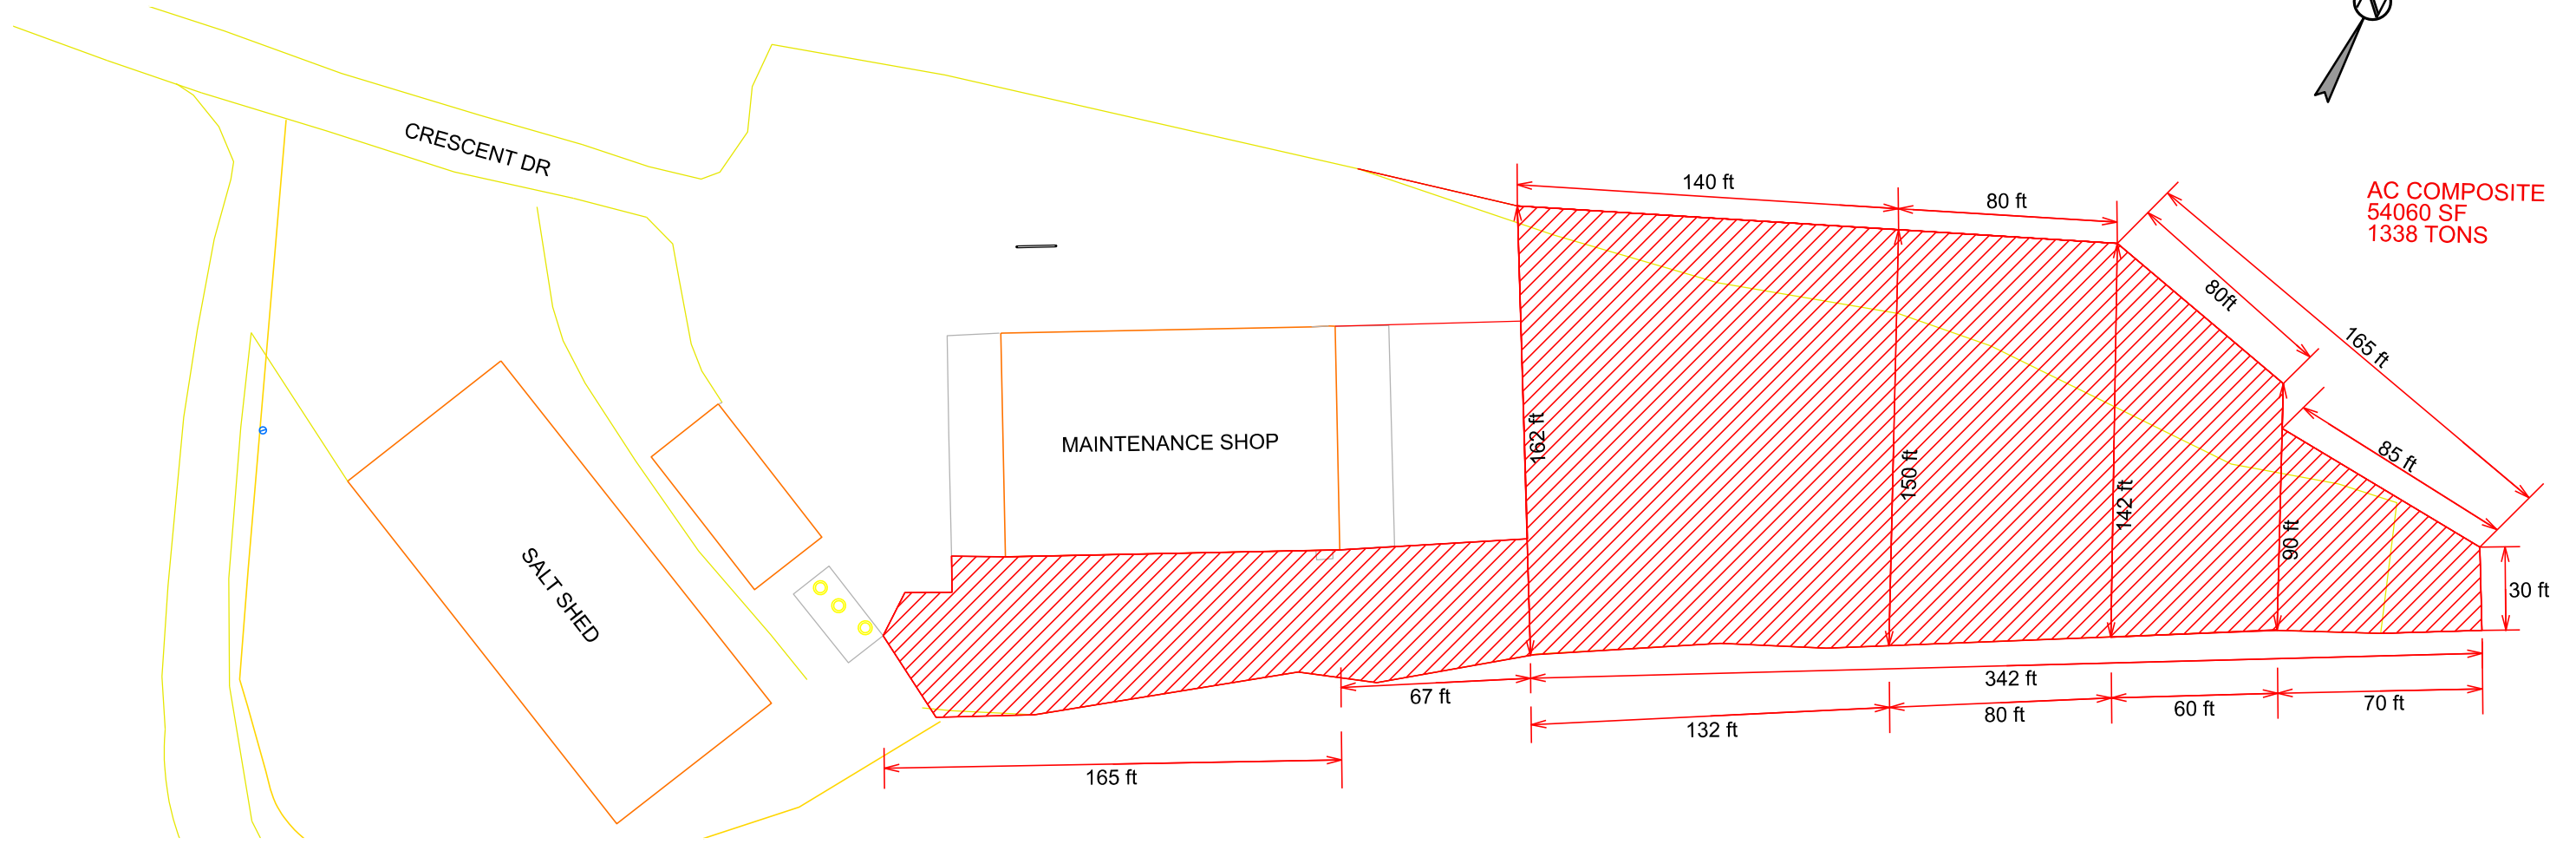 CRESCENT DR
140 ft
80 ft
AC COMPOSITE
54060 SF
1338 TONS
80ft
165 ft
85 ft
MAINTENANCE SHOP
162 ft
150 ft
142 ft
90 ft
30 ft
SALT SHED
67 ft
342 ft
132 ft
80 ft
60 ft
70 ft
165 ft